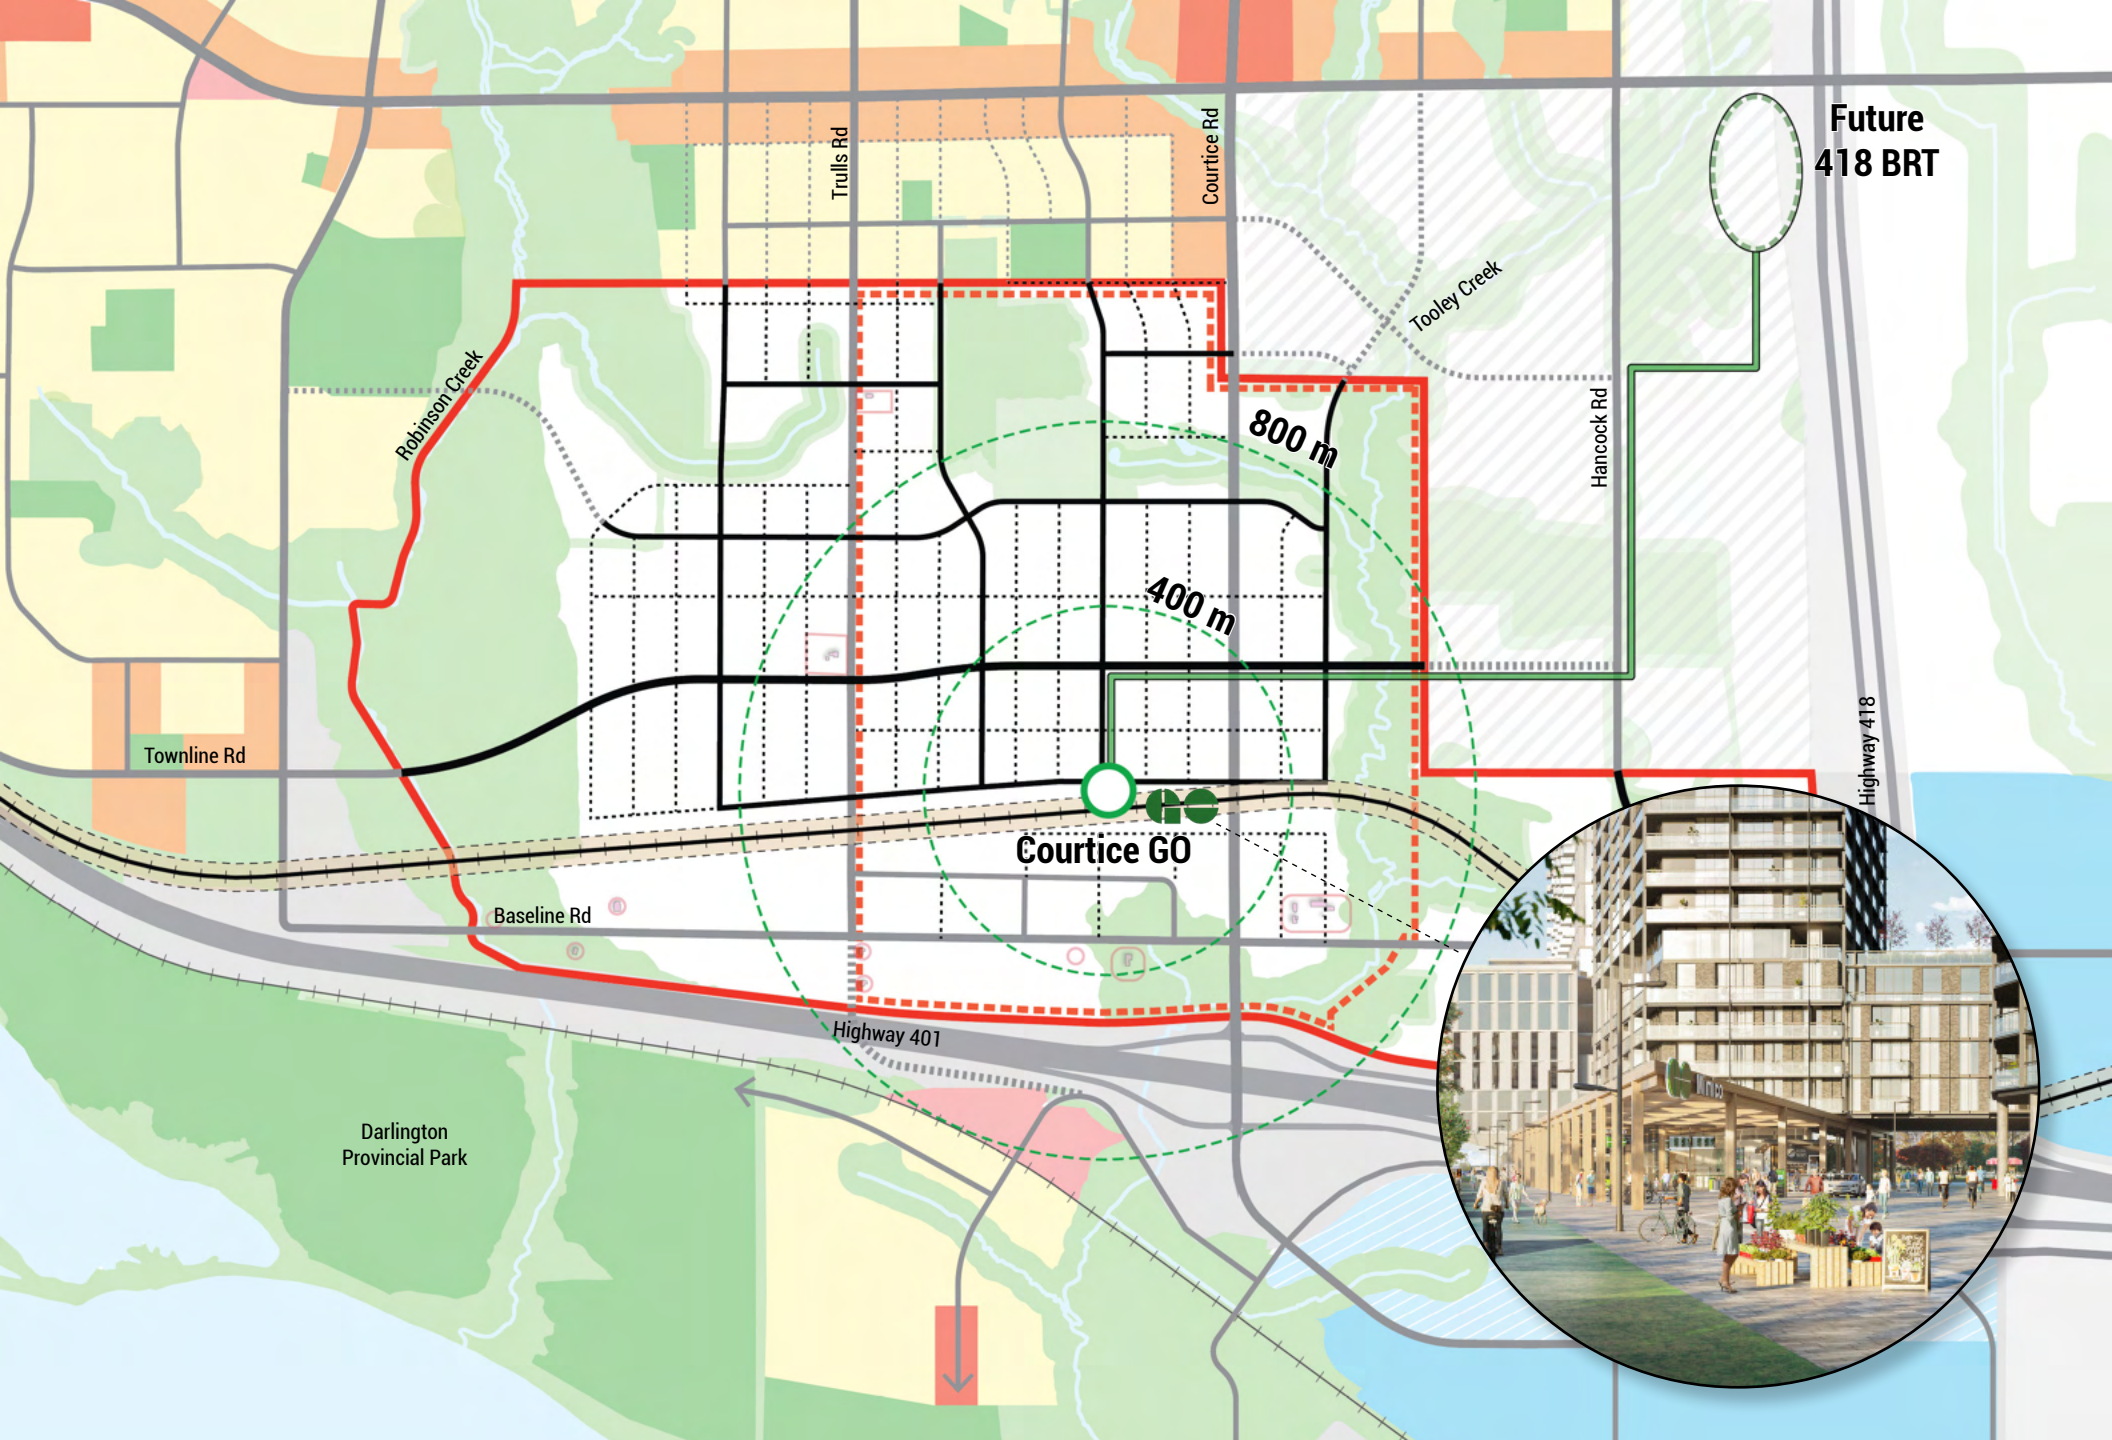 Future
418 BRT
Trulls Rd
Courtice Rd
Tooley Creek
Robinson Creek
Hancock Rd
800 m
400 m
Highway 418
Townline Rd
Courtice GO
Baseline Rd
Highway 401
Darlington
Provincial Park